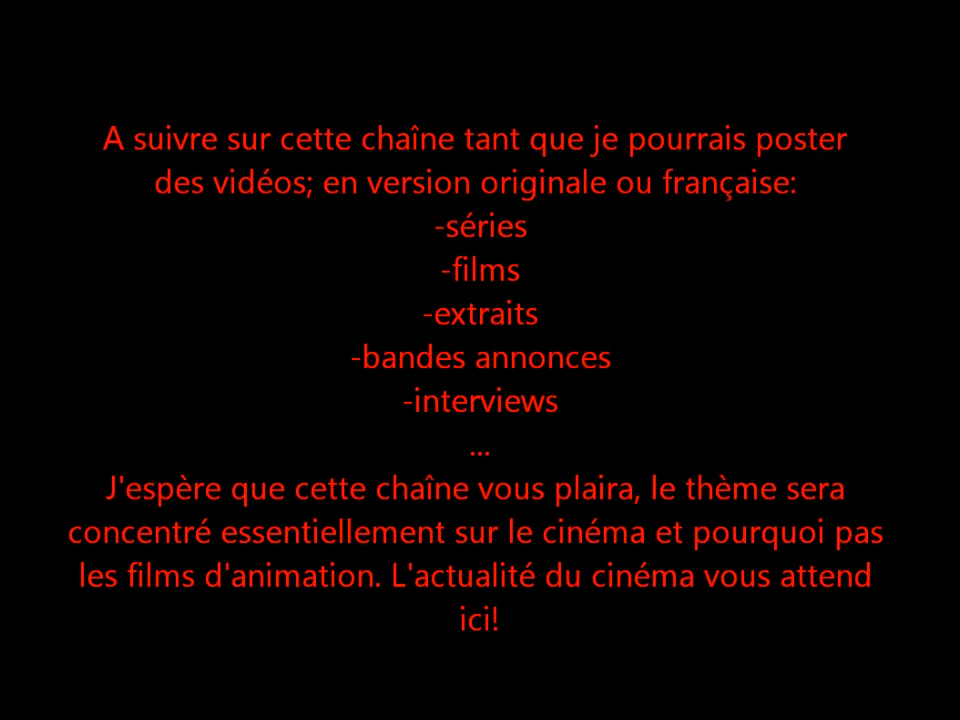 A suivre sur cette chaîne tant que je pourrais poster
des vidéos; en version originale ou française:
-séries
-films
-extraits
-bandes annonces
-interviews
...
J'espère que cette chaîne vous plaira, le thème sera
concentré essentiellement sur le cinéma et pourquoi pas
les films d'animation. L'actualité du cinéma vous attend
ici!